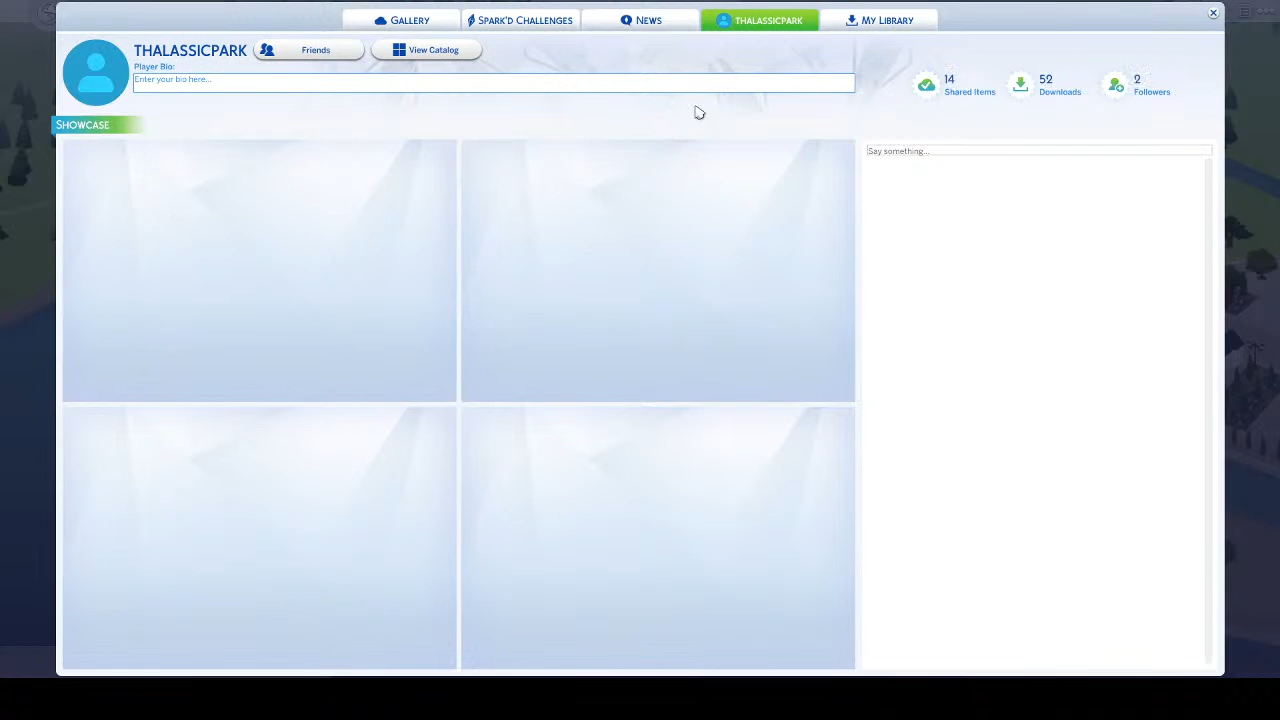 GALLERY
SPARK'D CHALLENGES
NEWS
THALASSICPARK
MY LIBRARY
THALASSICPARK
Friends
View Catalog
Player Bio:
Enter your bio here...
14
Shared Items
52
Downloads
2
Followers
SHOWCASE
Say something...